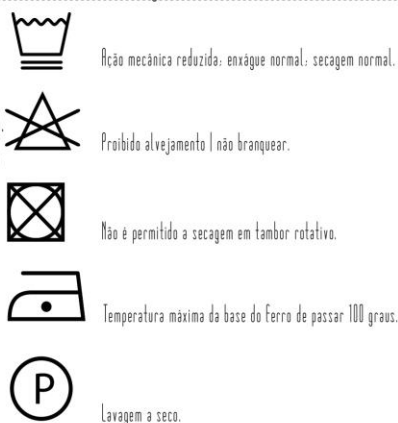 Ação mecânica reduzida: enxágue normal: secagem normal.
Proibido alvejamento | não branquear.
Não é permitido a secagem em tambor rotativo.
Temperatura máxima da base do ferro de passar 100 graus.
P
Lavagem a seco.